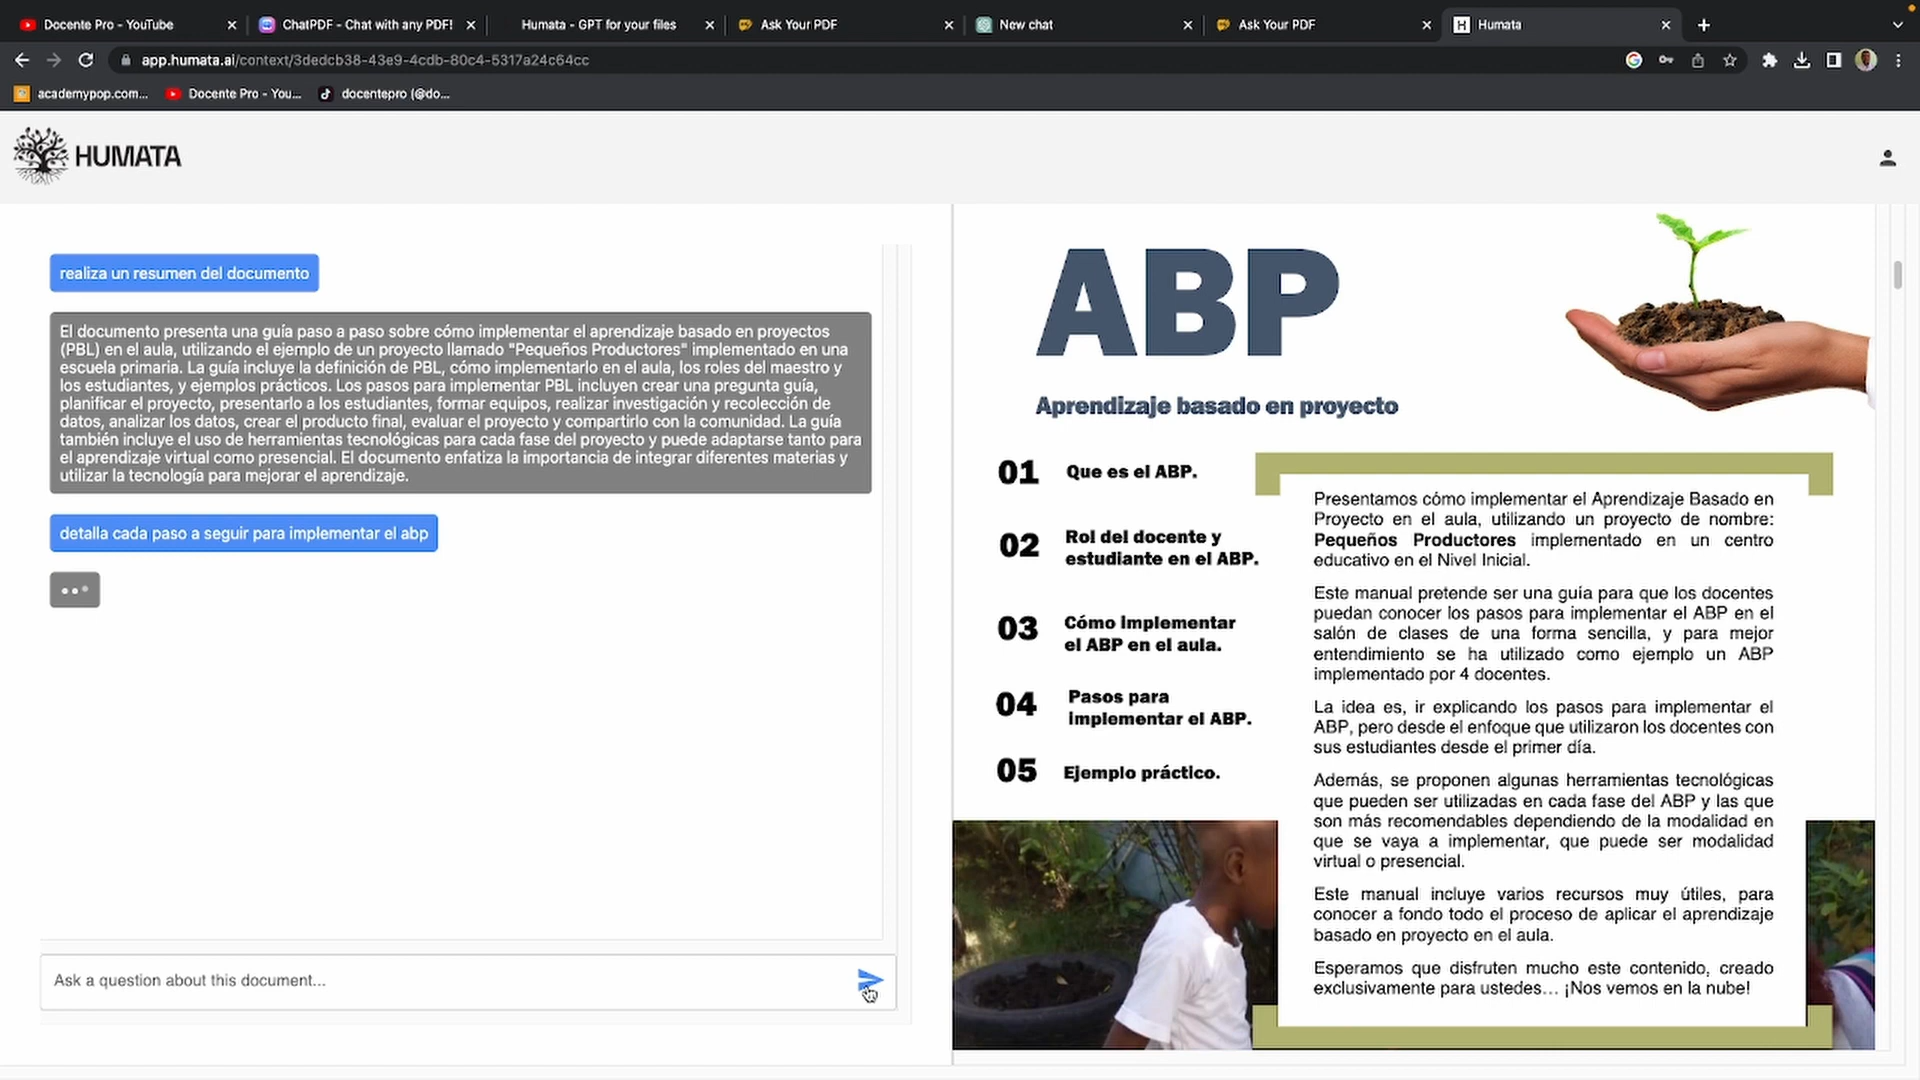 Docente Pro - YouTube
ChatPDF - Chat with any PDF!
Humata - GPT for your files
Ask Your PDF
New chat
Ask Your PDF
Humata
app.humata.ai/context/3dedcb38-43e9-4cdb-80c4-5317a24c64cc
academypop.com...
Docente Pro - You...
docentepro (@do...
HUMATA
realiza un resumen del documento
El documento presenta una guía paso a paso sobre cómo implementar el aprendizaje basado en proyectos
(PBL) en el aula, utilizando el ejemplo de un proyecto llamado "Pequeños Productores" implementado en una
escuela primaria. La guía incluye la definición de PBL, cómo implementarlo en el aula, los roles del maestro y
los estudiantes, y ejemplos prácticos. Los pasos para implementar PBL incluyen crear una pregunta guía,
planificar el proyecto, presentarlo a los estudiantes, formar equipos, realizar investigación y recolección de
datos, analizar los datos, crear el producto final, evaluar el proyecto y compartirlo con la comunidad. La guía
también incluye el uso de herramientas tecnológicas para cada fase del proyecto y puede adaptarse tanto para
el aprendizaje virtual como presencial. El documento enfatiza la importancia de integrar diferentes materias y
utilizar la tecnología para mejorar el aprendizaje.
detalla cada paso a seguir para implementar el abp
Ask a question about this document...
ABP
Aprendizaje basado en proyecto
01 Que es el ABP.
02 Rol del docente y
estudiante en el ABP.
03 Cómo implementar
el ABP en el aula.
04 Pasos para
implementar el ABP.
05 Ejemplo práctico.
Presentamos cómo implementar el Aprendizaje Basado en
Proyecto en el aula, utilizando un proyecto de nombre:
Pequeños Productores implementado en un centro
educativo en el Nivel Inicial.
Este manual pretende ser una guía para que los docentes
puedan conocer los pasos para implementar el ABP en el
salón de clases de una forma sencilla, y para mejor
entendimiento se ha utilizado como ejemplo un ABP
implementado por 4 docentes.
La idea es, ir explicando los pasos para implementar el
ABP, pero desde el enfoque que utilizaron los docentes con
sus estudiantes desde el primer día.
Además, se proponen algunas herramientas tecnológicas
que pueden ser utilizadas en cada fase del ABP y las que
son más recomendables dependiendo de la modalidad en
que se vaya a implementar, que puede ser modalidad
virtual o presencial.
Este manual incluye varios recursos muy útiles, para
conocer a fondo todo el proceso de aplicar el aprendizaje
basado en proyecto en el aula.
Esperamos que disfruten mucho este contenido, creado
exclusivamente para ustedes… ¡Nos vemos en la nube!